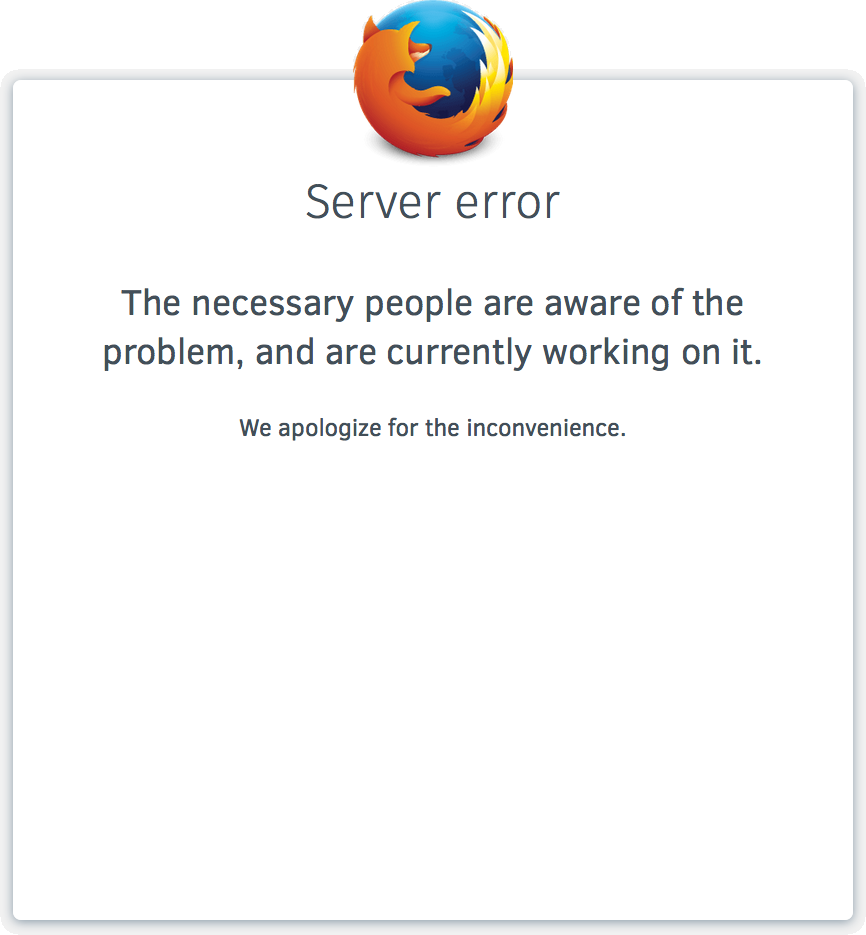 Server error
The necessary people are aware of the
problem, and are currently working on it.
We apologize for the inconvenience.